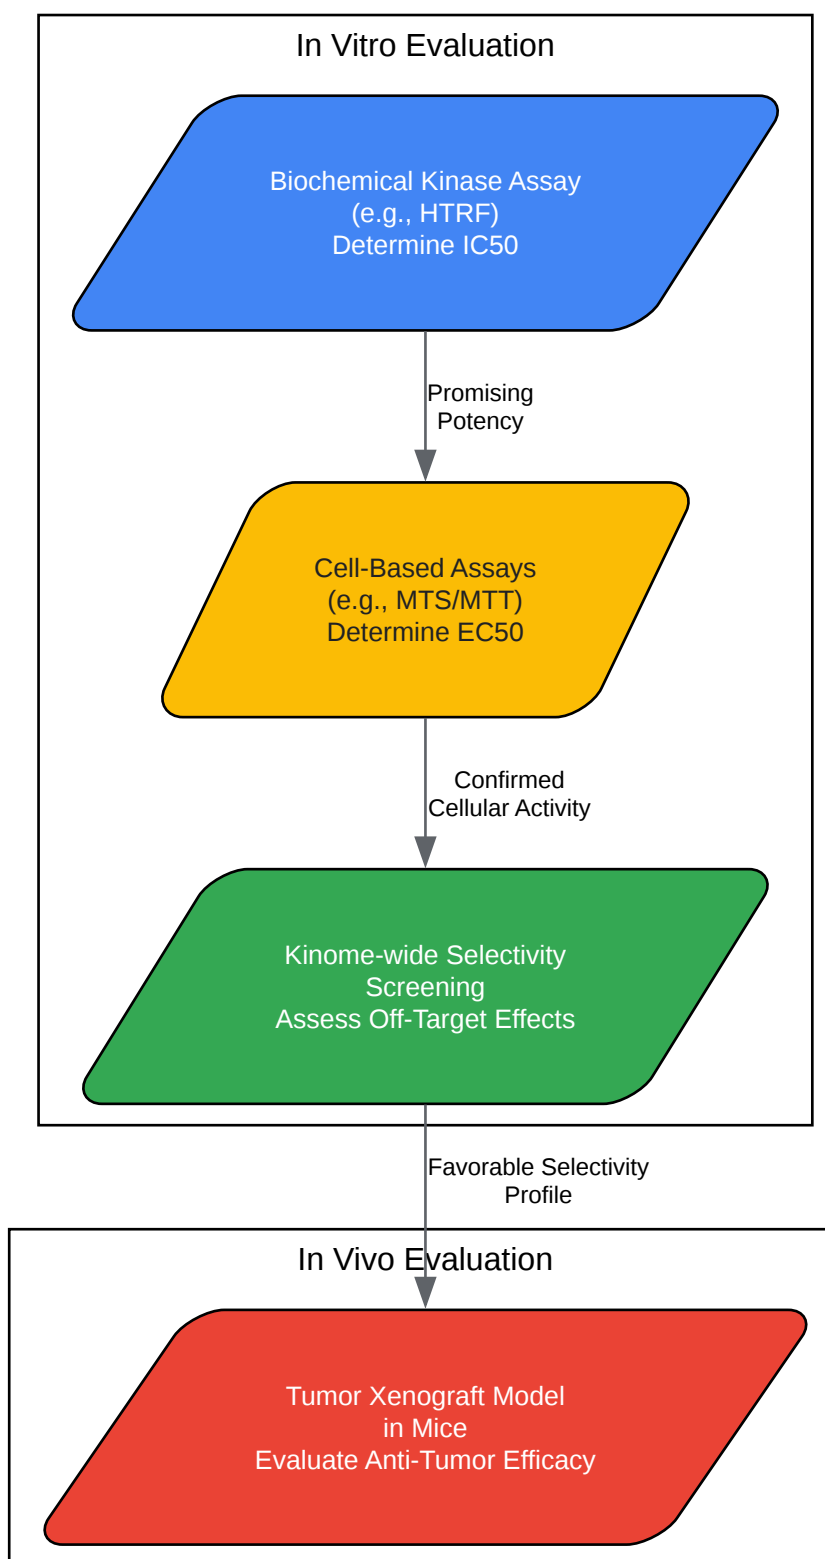 In Vitro Evaluation
Biochemical Kinase Assay
(e.g., HTRF)
Determine IC50
Promising
Potency
Cell-Based Assays
(e.g., MTS/MTT)
Determine EC50
Confirmed
Cellular Activity
Kinome-wide Selectivity
Screening
Assess Off-Target Effects
Favorable Selectivity
Profile
In Vivo Evaluation
Tumor Xenograft Model
in Mice
Evaluate Anti-Tumor Efficacy